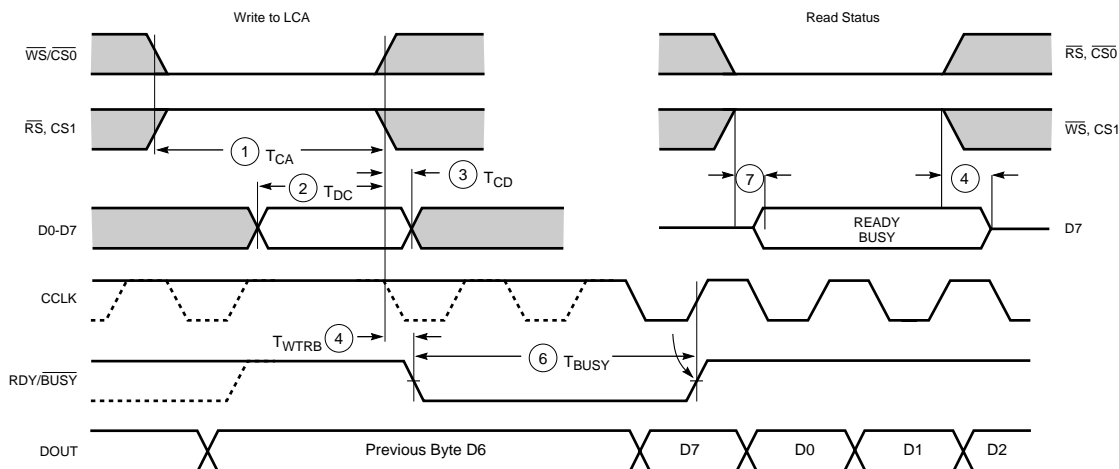 Write to LCA
Read Status
WS/CS0
RS, CS0
RS, CS1
WS, CS1
1 TCA
2 TDC
3 TCD
7
4
D0-D7
READY
BUSY
D7
CCLK
TWTRB 4
6 TBUSY
RDY/BUSY
DOUT
Previous Byte D6
D7
D0
D1
D2